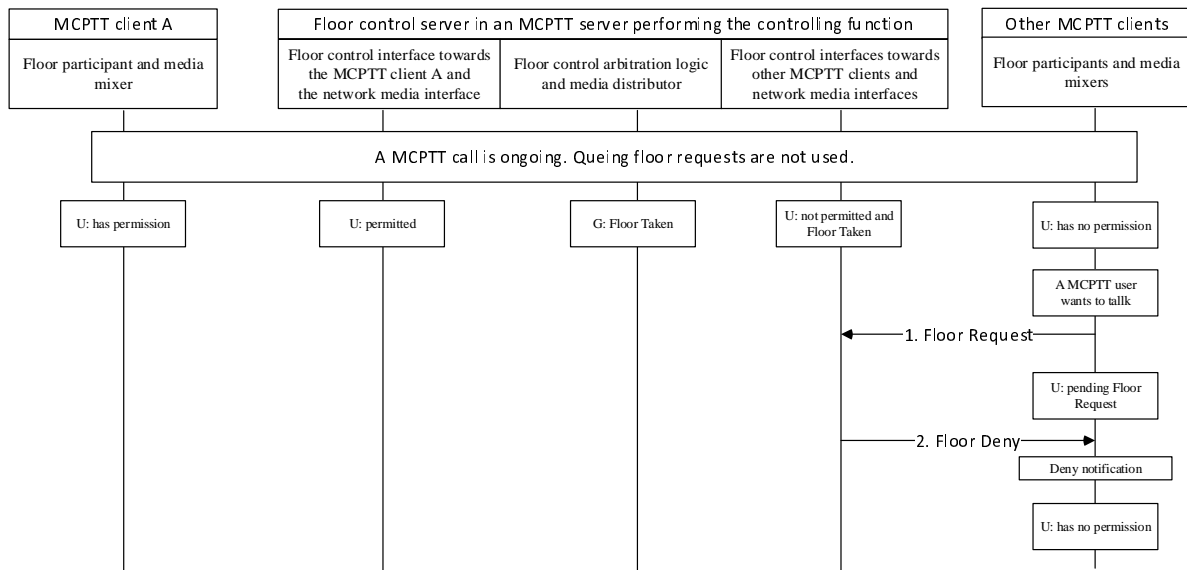 MCPTT client A
Floor control server in an MCPTT server performing the controlling function
Other MCPTT clients
Floor participant and media
mixer
Floor control interface towards
the MCPTT client A and
the network media interface
Floor control arbitration logic
and media distributor
Floor control interfaces towards
other MCPTT clients and
network media interfaces
Floor participants and media
mixers
A MCPTT call is ongoing. Queing floor requests are not used.
U: has permission
U: permitted
G: Floor Taken
U: not permitted and
Floor Taken
U: has no permission
A MCPTT user
wants to tallk
1. Floor Request
U: pending Floor
Request
2. Floor Deny
Deny notification
U: has no permission